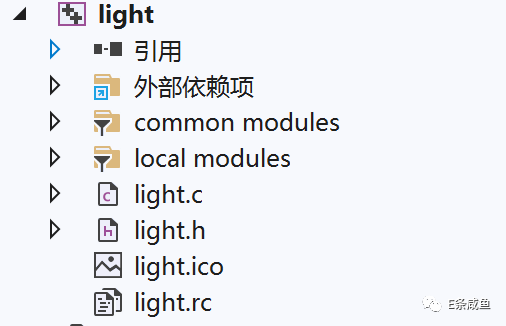 light
引用
外部依赖项
common modules
local modules
light.c
light.h
light.ico
light.rc
E条咸鱼